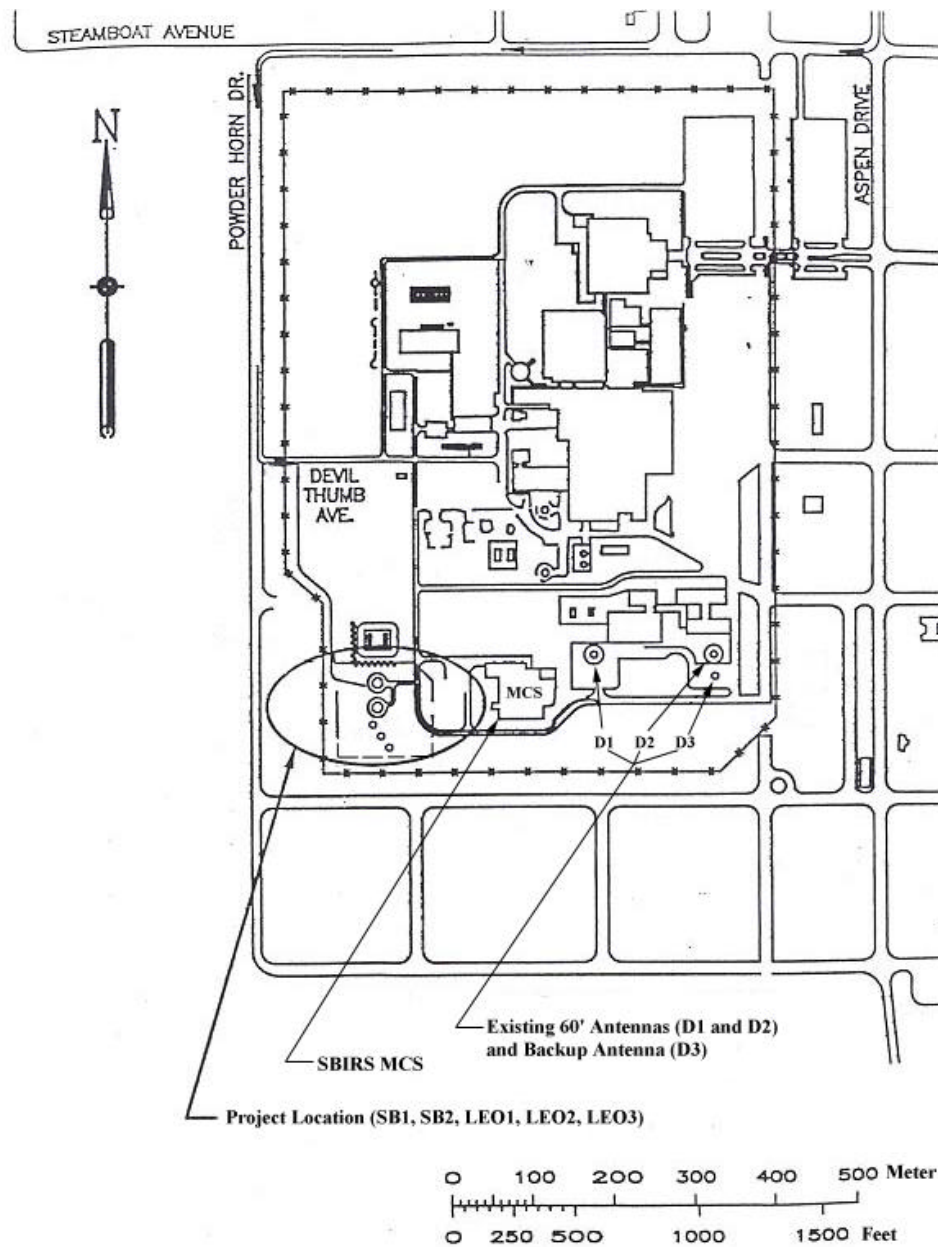 STEAMBOAT AVENUE
N
POWDER HORN DR.
ASPEN DRIVE
DEVIL
THUMB
AVE.
MCS
D1 D2 D3
Existing 60' Antennas (D1 and D2)
and Backup Antenna (D3)
SBIRS MCS
Project Location (SB1, SB2, LEO1, LEO2, LEO3)
0 100 200 300 400 500 Meter
0 250 500 1000 1500 Feet